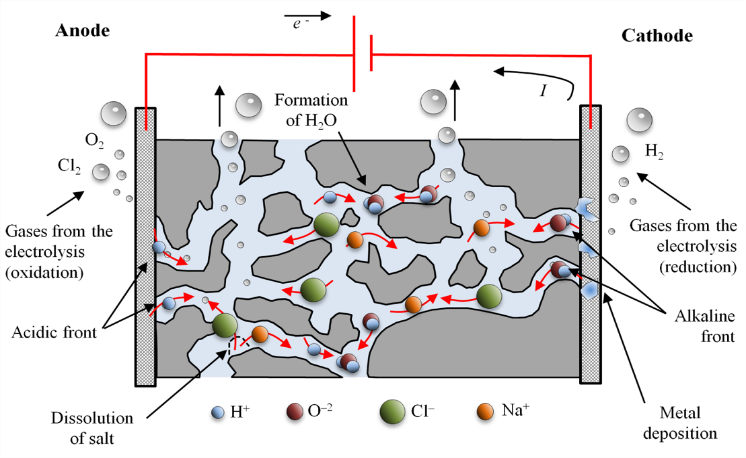 Anode
e -
Cathode
I
Formation
of H2O
O2
Cl2
H2
Gases from the
electrolysis
(oxidation)
Gases from the
electrolysis
(reduction)
Acidic front
Alkaline
front
Dissolution
of salt
Metal
deposition
H+
O–2
Cl–
Na+